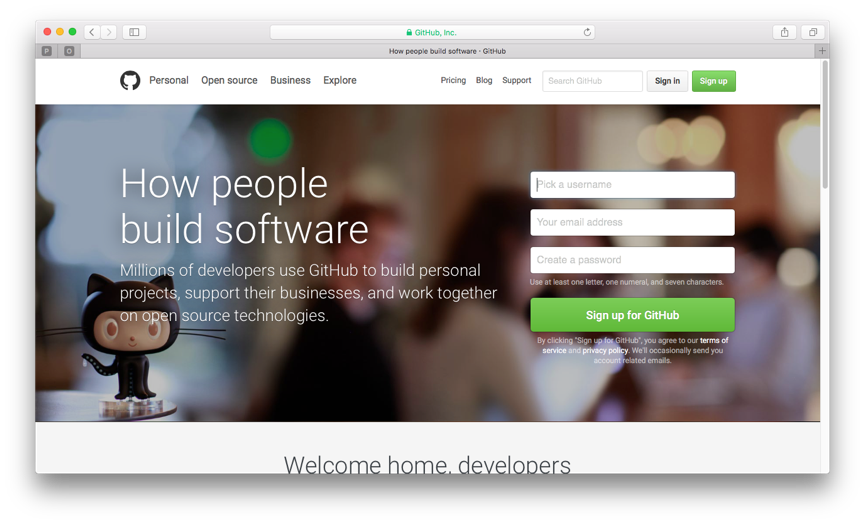 GitHub, Inc.
P
O
How people build software · GitHub
Personal
Open source
Business
Explore
Pricing
Blog
Support
Search GitHub
Sign in
Sign up
How people
build software
Millions of developers use GitHub to build personal
projects, support their businesses, and work together
on open source technologies.
Pick a username
Your email address
Create a password
Use at least one letter, one numeral, and seven characters.
Sign up for GitHub
By clicking "Sign up for GitHub", you agree to our terms of
service and privacy policy. We'll occasionally send you
account related emails.
Welcome home, developers